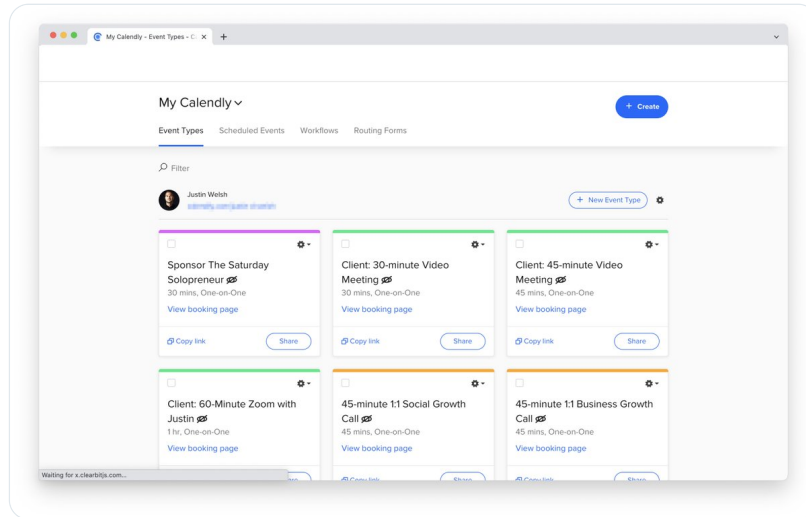 My Calendly - Event Types - C
My Calendly
+ Create
Event Types Scheduled Events Workflows Routing Forms
Filter
Justin Welsh
+ New Event Type
Sponsor The Saturday
Solopreneur
30 mins, One-on-One
View booking page
Copy link Share
Client: 30-minute Video
Meeting
30 mins, One-on-One
View booking page
Copy link Share
Client: 45-minute Video
Meeting
45 mins, One-on-One
View booking page
Copy link Share
Client: 60-Minute Zoom with
Justin
1 hr, One-on-One
View booking page
45-minute 1:1 Social Growth
Call
45 mins, One-on-One
View booking page
Copy link Share
45-minute 1:1 Business Growth
Call
45 mins, One-on-One
View booking page
Copy link Share
Waiting for x.clearbitjs.com...